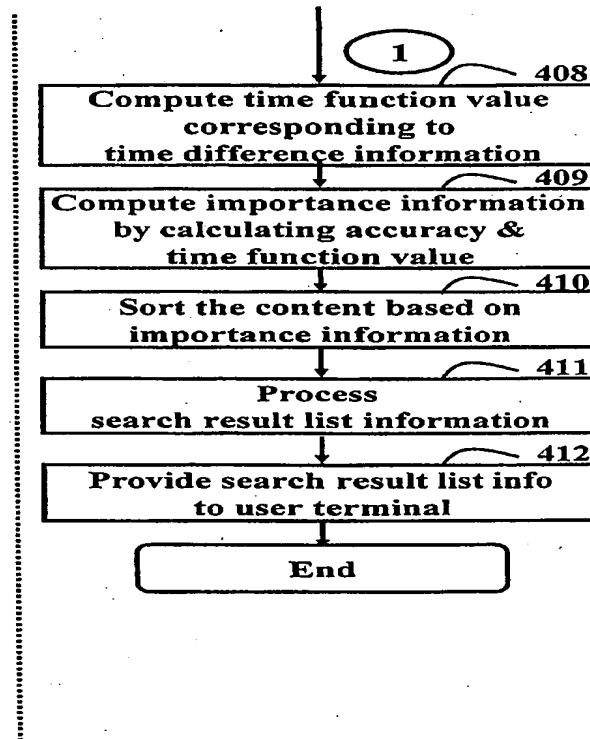 1
408
Compute time function value
corresponding to
time difference information
409
Compute importance information
by calculating accuracy &
time function value
410
Sort the content based on
importance information
411
Process
search result list information
412
Provide search result list info
to user terminal
End